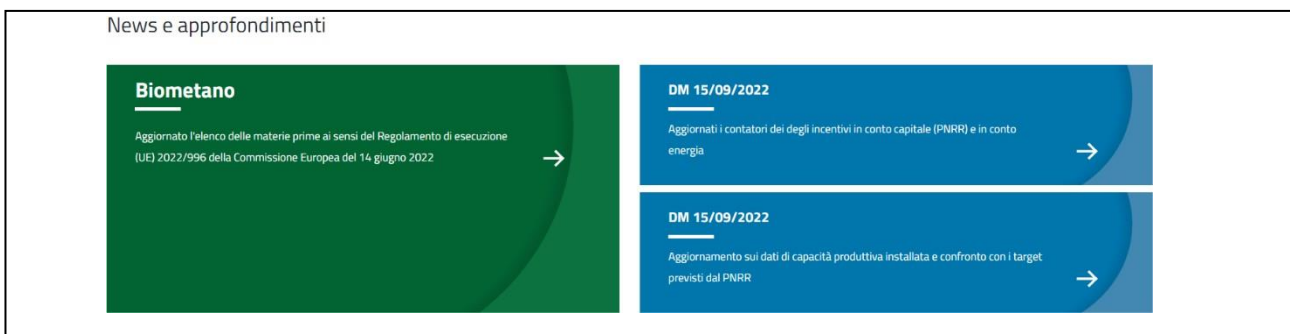 News e approfondimenti
Biometano
Aggiornato l'elenco delle materie prime ai sensi del Regolamento di esecuzione
(UE) 2022/996 della Commissione Europea del 14 giugno 2022
DM 15/09/2022
Aggiornati i contatori dei degli incentivi in conto capitale (PNRR) e in conto
energia
DM 15/09/2022
Aggiornamento sui dati di capacità produttiva installata e confronto con i target
previsti dal PNRR